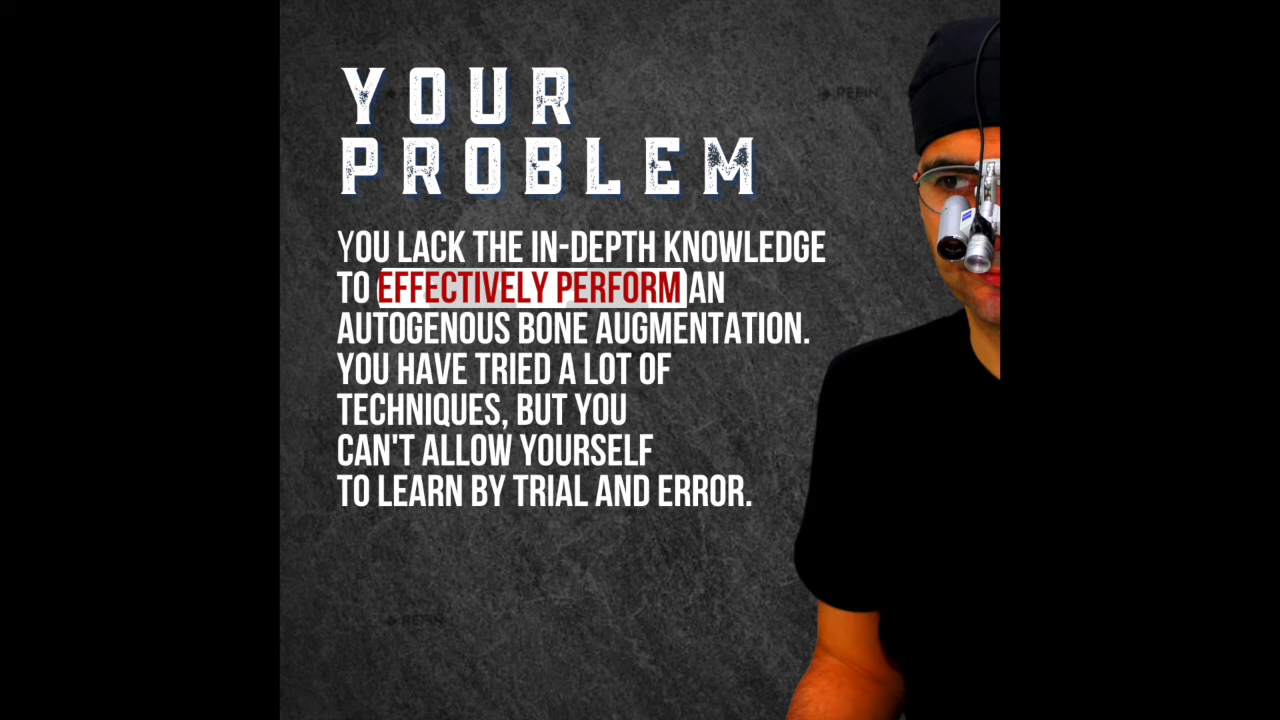 YOUR
PROBLEM
YOU LACK THE IN-DEPTH KNOWLEDGE
TO EFFECTIVELY PERFORM AN
AUTOGENOUS BONE AUGMENTATION.
YOU HAVE TRIED A LOT OF
TECHNIQUES, BUT YOU
CAN'T ALLOW YOURSELF
TO LEARN BY TRIAL AND ERROR.